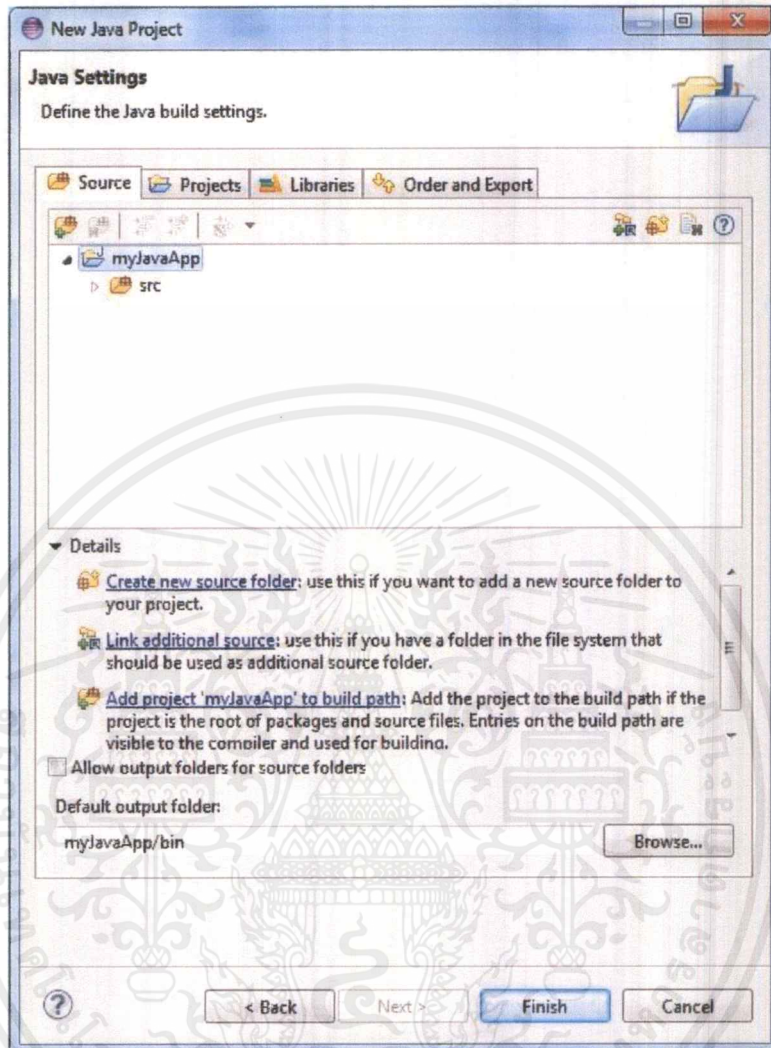 New Java Project
Java Settings
Define the Java build settings.
Source
Projects
Libraries
Order and Export
myJavaApp
src
Details
Create new source folder: use this if you want to add a new source folder to
your project.
Link additional source: use this if you have a folder in the file system that
should be used as additional source folder.
Add project 'myJavaApp' to build path: Add the project to the build path if the
project is the root of packages and source files. Entries on the build path are
visible to the compiler and used for building.
Allow output folders for source folders
Default output folder:
myJavaApp/bin
Browse...
< Back
Next >
Finish
Cancel